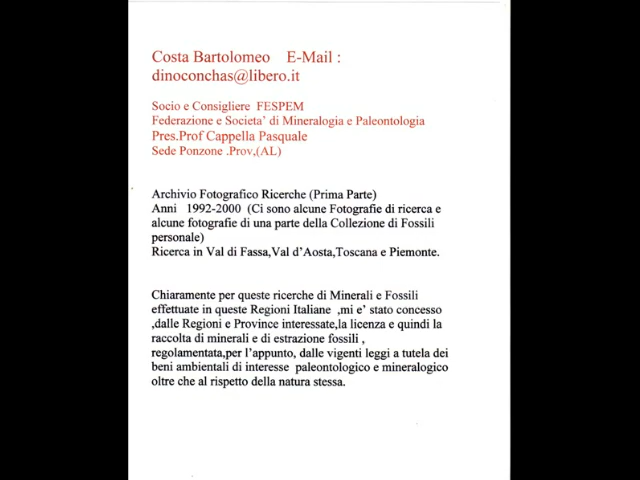 Costa Bartolomeo E-Mail :
dinoconchas@libero.it
Socio e Consigliere FESPEM
Federazione e Societa' di Mineralogia e Paleontologia
Pres.Prof Cappella Pasquale
Sede Ponzone .Prov,(AL)
Archivio Fotografico Ricerche (Prima Parte)
Anni 1992-2000 (Ci sono alcune Fotografie di ricerca e
alcune fotografie di una parte della Collezione di Fossili
personale)
Ricerca in Val di Fassa,Val d'Aosta,Toscana e Piemonte.
Chiaramente per queste ricerche di Minerali e Fossili
effettuate in queste Regioni Italiane ,mi e' stato concesso
,dalle Regioni e Province interessate,la licenza e quindi la
raccolta di minerali e di estrazione fossili ,
regolamentata,per l'appunto, dalle vigenti leggi a tutela dei
beni ambientali di interesse paleontologico e mineralogico
oltre che al rispetto della natura stessa.